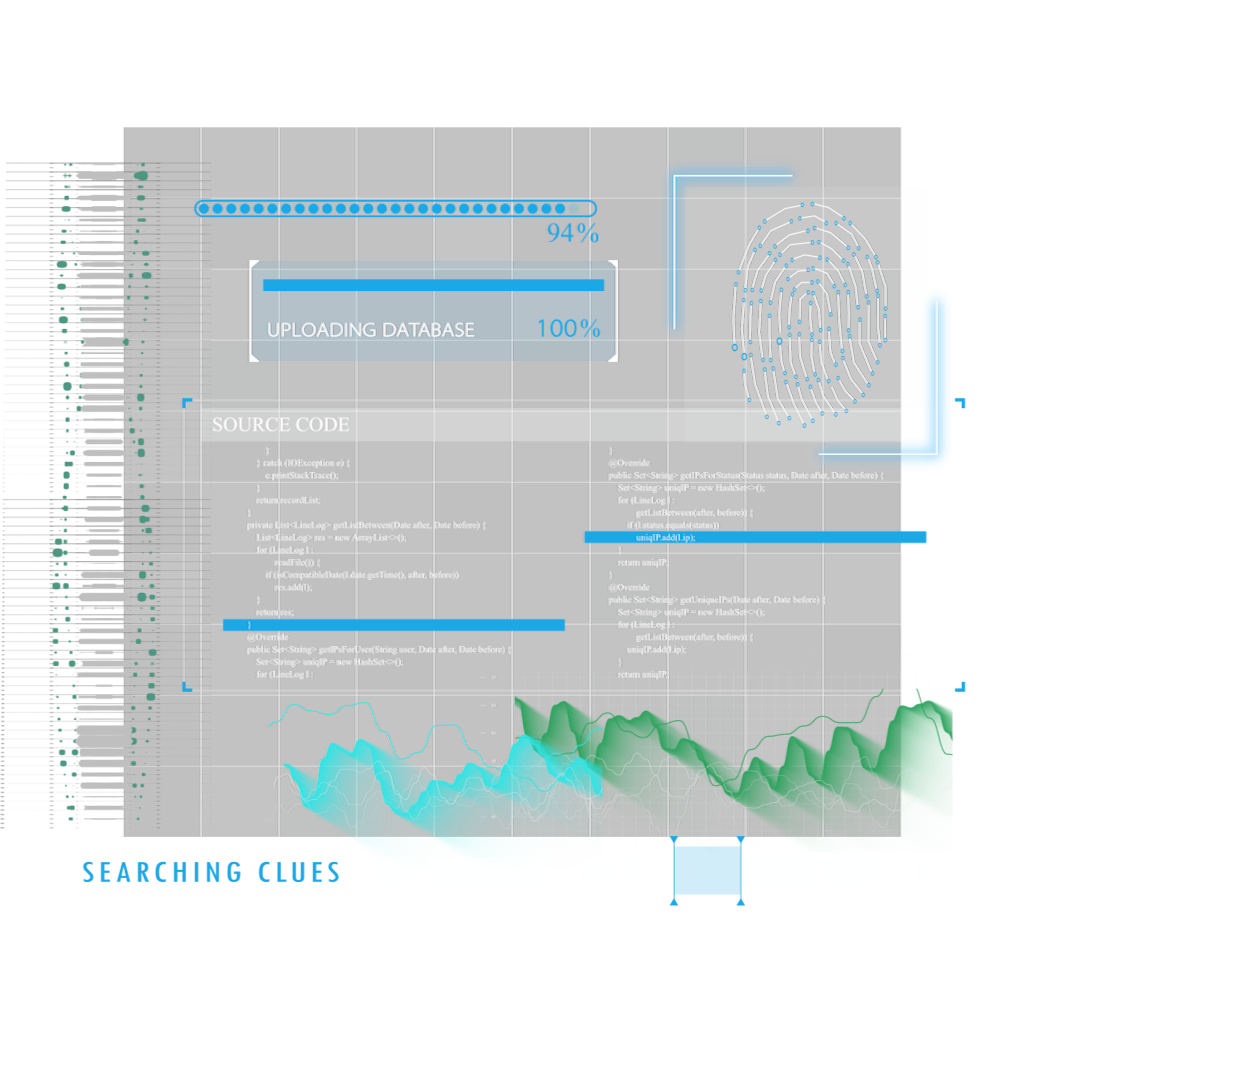 94%
UPLOADING DATABASE 100%
SOURCE CODE
}
} catch (IOException e) {
e.printStackTrace();
}
return recordList;
}
private List<LineLog> getListBetween(Date after, Date before) {
List<LineLog> res = new ArrayList<>();
for (LineLog l :
readFile()) {
if (isCompatibleDate(l.date.getTime(), after, before))
res.add(l);
}
return res;
}
@Override
public Set<String> getIPsForUser(String user, Date after, Date before) {
Set<String> uniqIP = new HashSet<>();
for (LineLog l :
}
@Override
public Set<String> getIPsForStatus(Status status, Date after, Date before) {
Set<String> uniqIP = new HashSet<>();
for (LineLog l :
getListBetween(after, before)) {
if (l.status.equals(status))
uniqIP.add(l.ip);
}
return uniqIP;
}
@Override
public Set<String> getUniqueIPs(Date after, Date before) {
Set<String> uniqIP = new HashSet<>();
for (LineLog l :
getListBetween(after, before)) {
uniqIP.add(l.ip);
}
return uniqIP;
SEARCHING CLUES